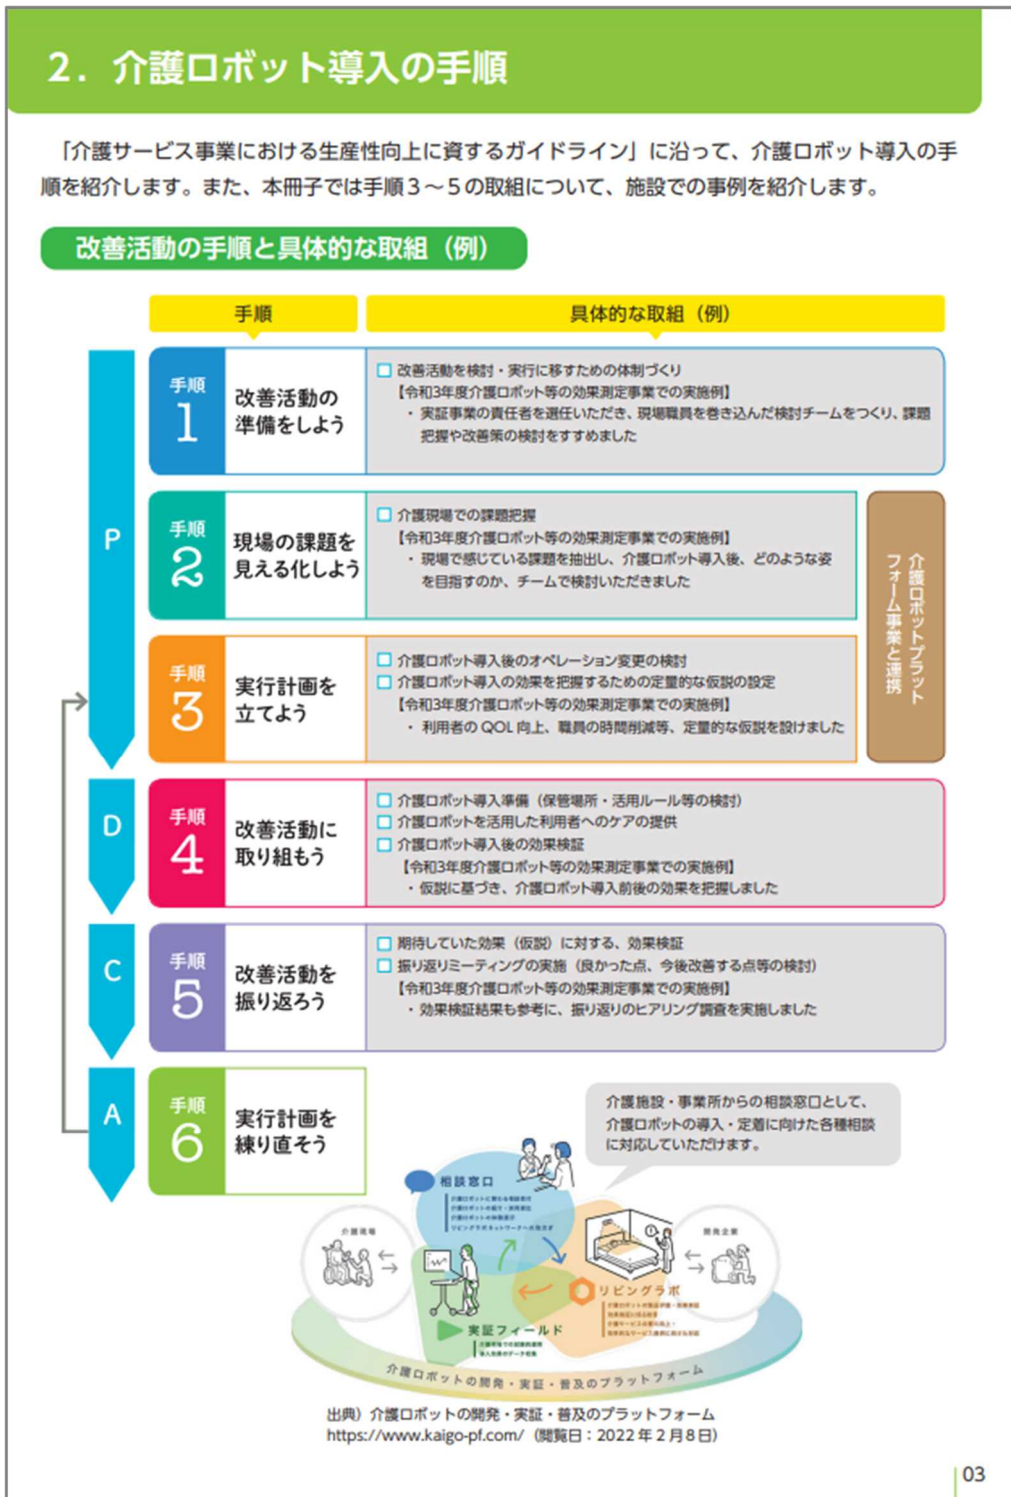 2．介護ロボット導入の手順
「介護サービス事業における生産性向上に資するガイドライン」に沿って、介護ロボット導入の手
順を紹介します。また、本冊子では手順３～５の取組について、施設での事例を紹介します。
改善活動の手順と具体的な取組（例）
手順
具体的な取組（例）
P
手順
1
改善活動の
準備をしよう
□ 改善活動を検討・実行に移すための体制づくり
【令和3年度介護ロボット等の効果測定事業での実施例】
・ 実証事業の責任者を選任いただき、現場職員を巻き込んだ検討チームをつくり、課題
把握や改善策の検討をすすめました
手順
2
現場の課題を
見える化しよう
□ 介護現場での課題把握
【令和3年度介護ロボット等の効果測定事業での実施例】
・ 現場で感じている課題を抽出し、介護ロボット導入後、どのような姿
を目指すのか、チームで検討いただきました
手順
3
実行計画を
立てよう
□ 介護ロボット導入後のオペレーション変更の検討
□ 介護ロボット導入の効果を把握するための定量的な仮説の設定
【令和3年度介護ロボット等の効果測定事業での実施例】
・ 利用者の QOL 向上、職員の時間削減等、定量的な仮説を設けました
介護ロボットプラット
フォーム事業と連携
D
手順
4
改善活動に
取り組もう
□ 介護ロボット導入準備（保管場所・活用ルール等の検討）
□ 介護ロボットを活用した利用者へのケアの提供
□ 介護ロボット導入後の効果検証
【令和3年度介護ロボット等の効果測定事業での実施例】
・仮説に基づき、介護ロボット導入前後の効果を把握しました
C
手順
5
改善活動を
振り返ろう
□ 期待していた効果（仮説）に対する、効果検証
□ 振り返りミーティングの実施（良かった点、今後改善する点等の検討）
【令和3年度介護ロボット等の効果測定事業での実施例】
・効果検証結果も参考に、振り返りのヒアリング調査を実施しました
A
手順
6
実行計画を
練り直そう
介護施設・事業所からの相談窓口として、
介護ロボットの導入・定着に向けた各種相談
に対応していただけます。
相談窓口
介護現場
開発企業
リビングラボ
実証フィールド
介護ロボットの開発・実証・普及のプラットフォーム
出典）介護ロボットの開発・実証・普及のプラットフォーム
https://www.kaigo-pf.com/（閲覧日：2022 年 2 月 8 日）
03